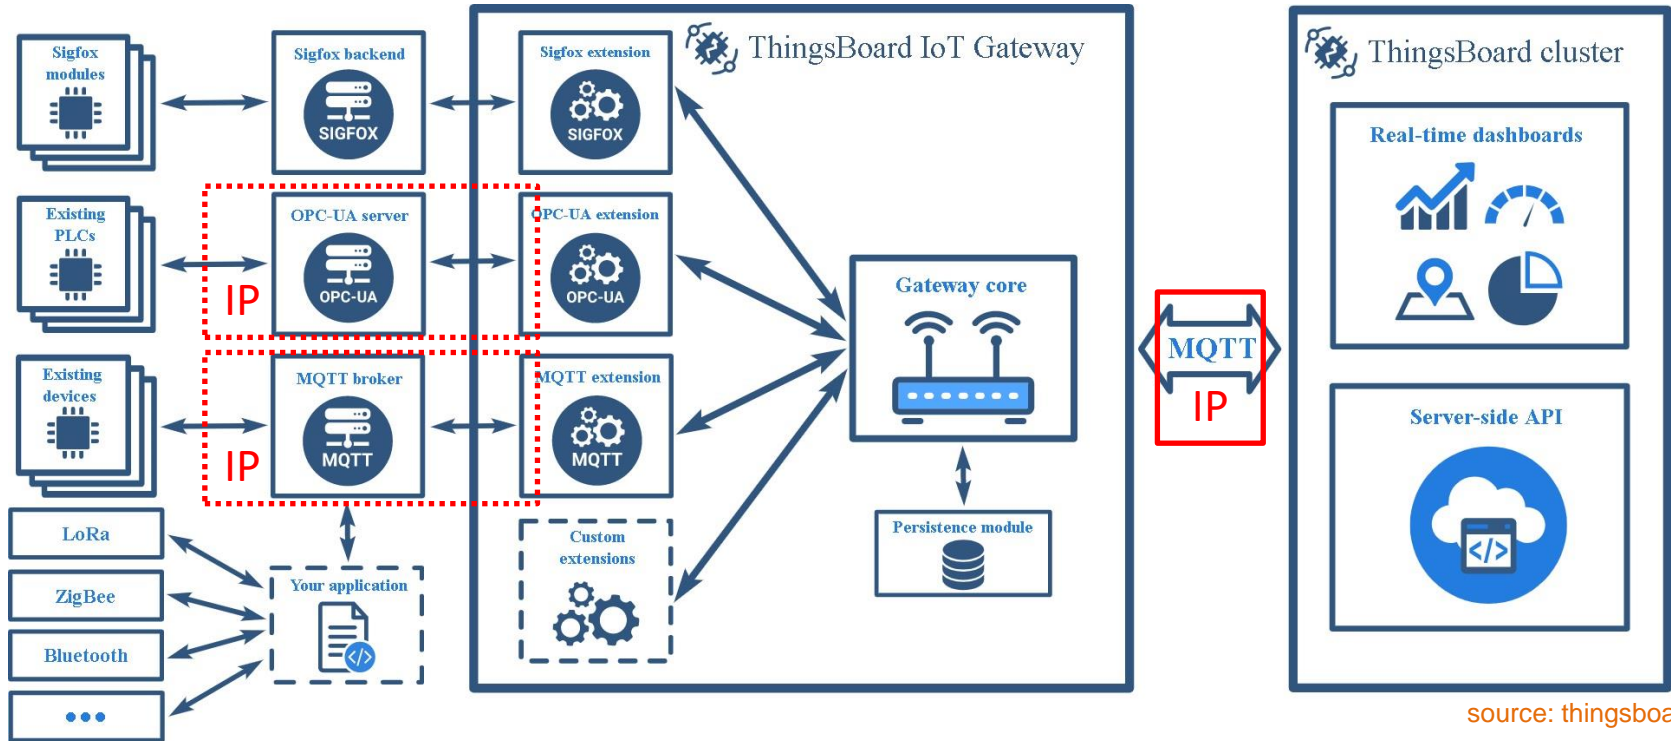 Sigfox
modules
Sigfox backend
SIGFOX
Sigfox extension
SIGFOX
ThingsBoard IoT Gateway
ThingsBoard cluster
Real-time dashboards
Existing
PLCs
OPC-UA server
OPC-UA
IP
OPC-UA extension
OPC-UA
Gateway core
MQTT
IP
Existing
devices
MQTT broker
MQTT
IP
MQTT extension
MQTT
Server-side API
</>
LoRa
ZigBee
Bluetooth
•••
Your application
</>
Custom
extensions
Persistence module
source: thingsboa